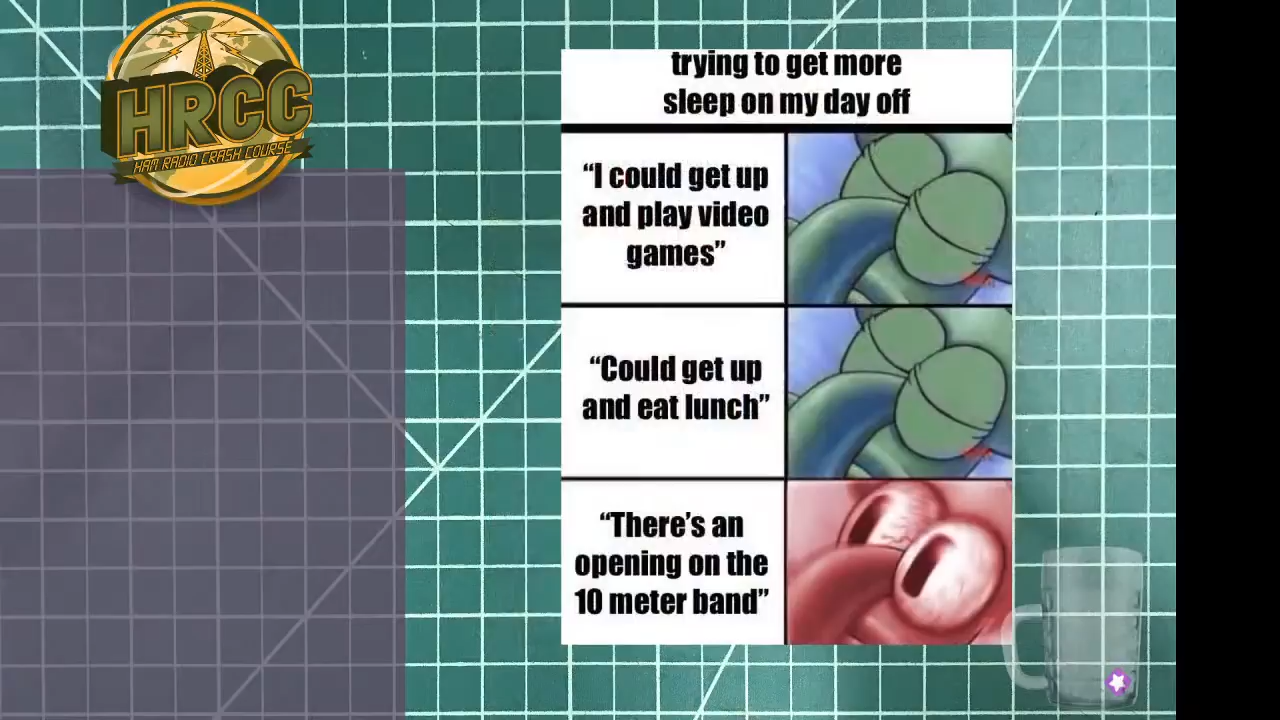 HRCC
HAM RADIO CRASH COURSE
trying to get more
sleep on my day off
“I could get up
and play video
games”
“Could get up
and eat lunch”
“There’s an
opening on the
10 meter band”